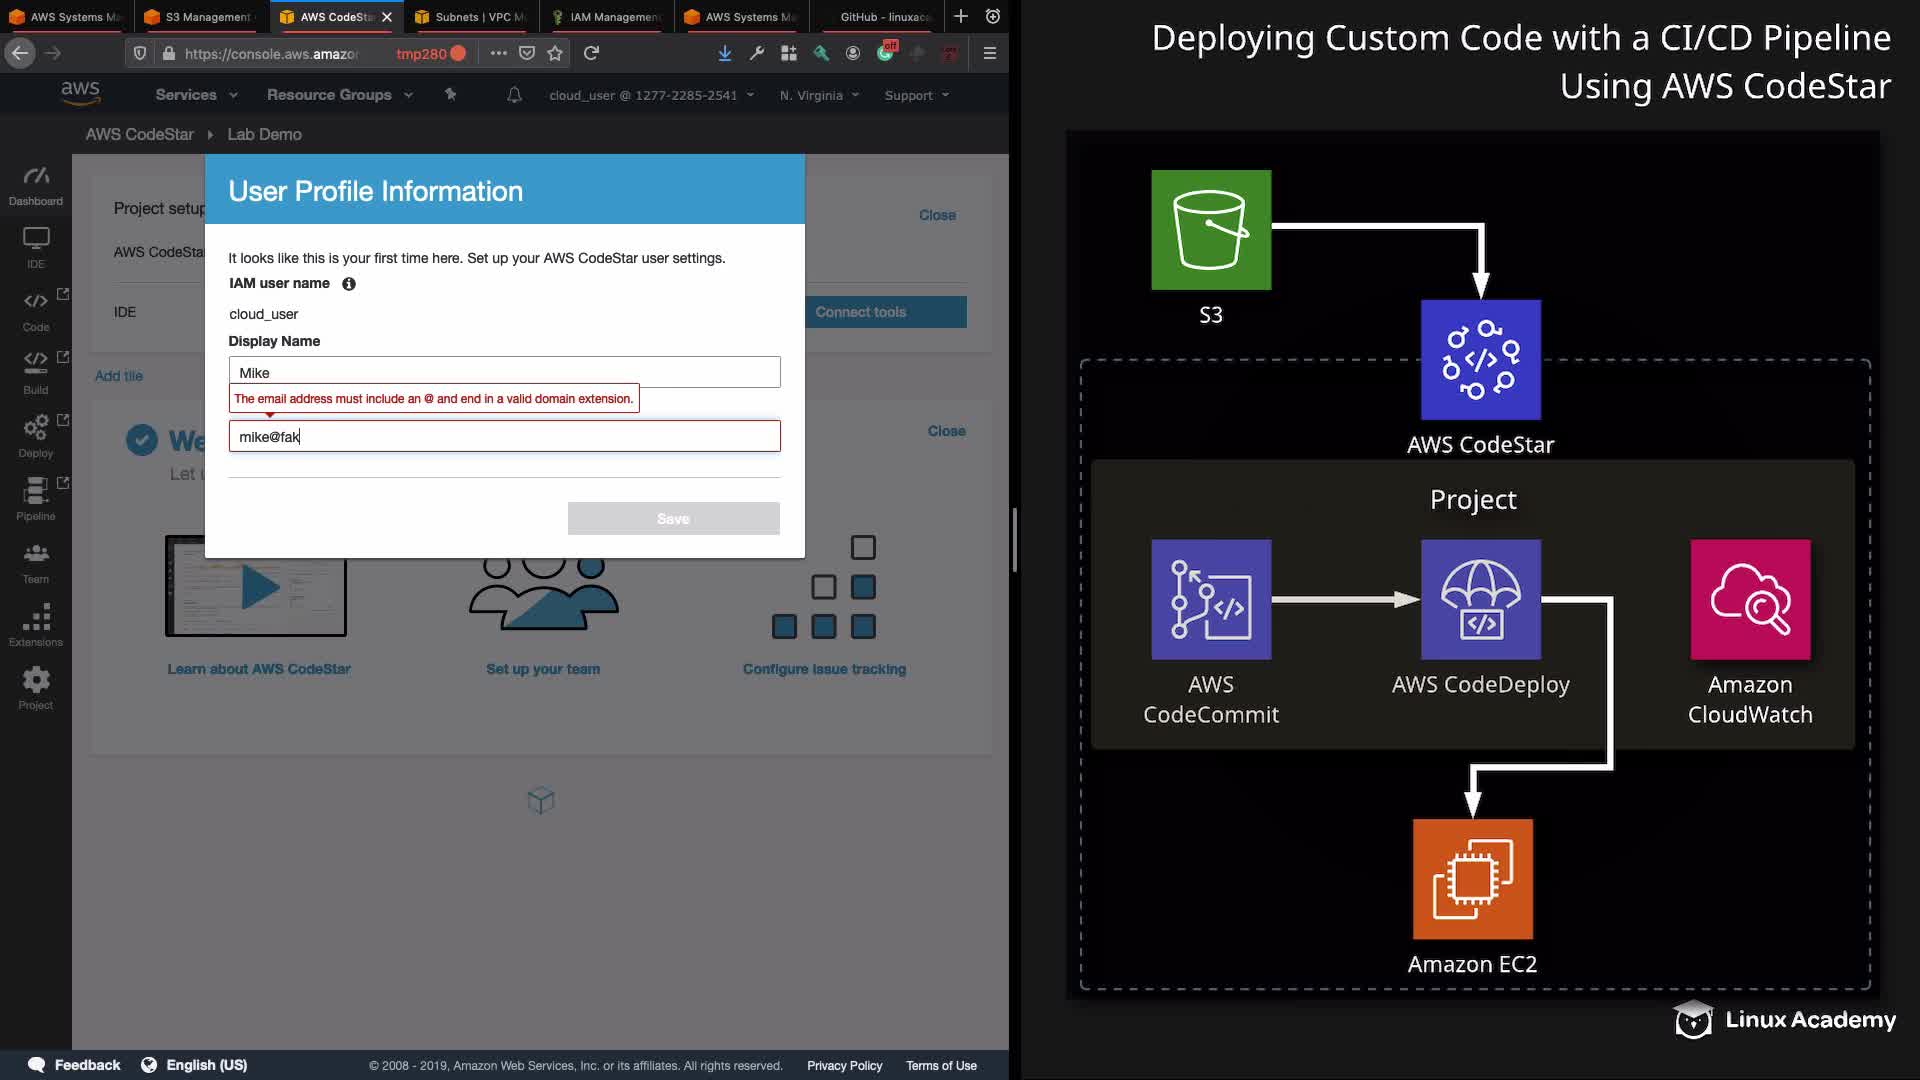 AWS Systems Ma
S3 Management
AWS CodeStar
Subnets | VPC M
IAM Management
AWS Systems Ma
GitHub - linuxaca
https://console.aws.amazon
tmp280
off
aws
Services
Resource Groups
cloud_user @ 1277-2285-2541
N. Virginia
Support
AWS CodeStar
Lab Demo
Dashboard
IDE
Code
Build
Deploy
Pipeline
Team
Extensions
Project
Project setup
Close
AWS CodeStar
IDE
Connect tools
Add tile
We
Let u
Close
User Profile Information
It looks like this is your first time here. Set up your AWS CodeStar user settings.
IAM user name
cloud_user
Display Name
Mike
The email address must include an @ and end in a valid domain extension.
mike@fak
Save
Learn about AWS CodeStar
Set up your team
Configure issue tracking
Feedback
English (US)
© 2008 - 2019, Amazon Web Services, Inc. or its affiliates. All rights reserved.
Privacy Policy
Terms of Use
Deploying Custom Code with a CI/CD Pipeline
Using AWS CodeStar
S3
AWS CodeStar
Project
AWS
CodeCommit
AWS CodeDeploy
Amazon
CloudWatch
Amazon EC2
Linux Academy